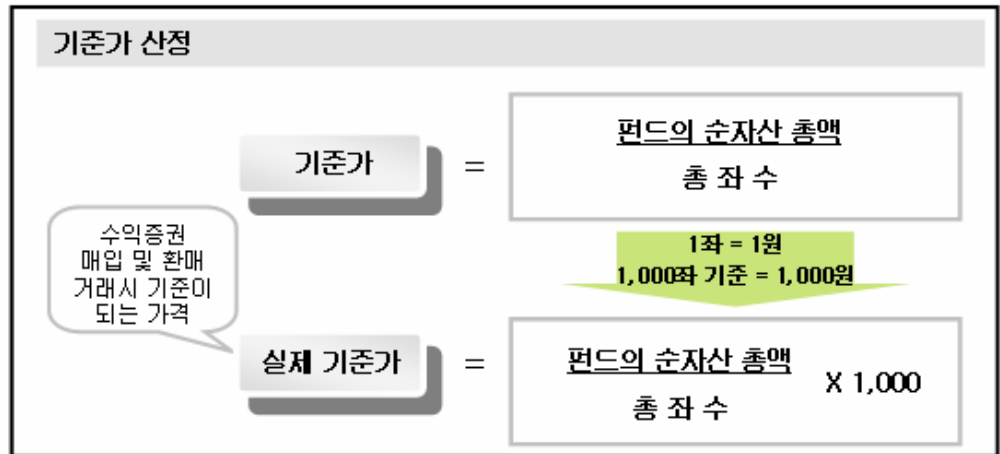 기준가 산정
기준가
=
펀드의 순자산 총액
총 좌 수
수익증권
매입 및 환매
거래시 기준이
되는 가격
1좌 = 1원
1,000좌 기준 = 1,000원
실제 기준가
=
펀드의 순자산 총액
총 좌 수
X 1,000